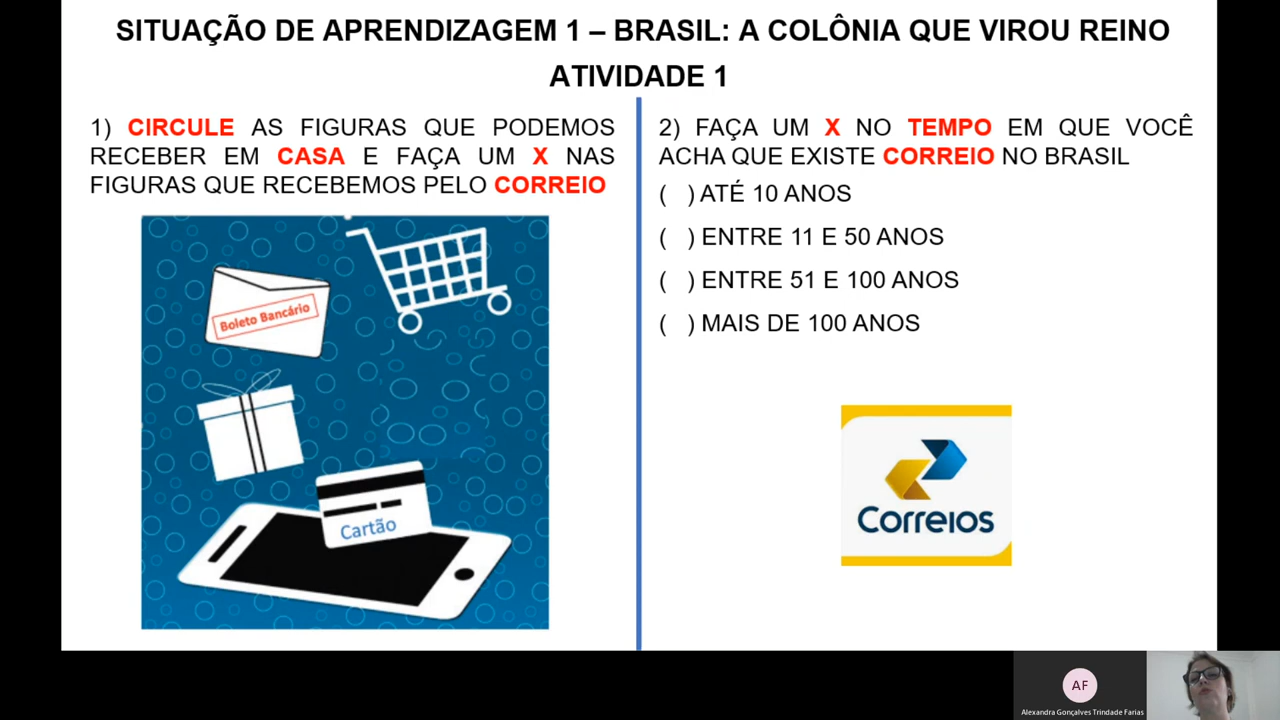 SITUAÇÃO DE APRENDIZAGEM 1 – BRASIL: A COLÔNIA QUE VIROU REINO
ATIVIDADE 1
1) CIRCULE AS FIGURAS QUE PODEMOS
RECEBER EM CASA E FAÇA UM X NAS
FIGURAS QUE RECEBEMOS PELO CORREIO
Boleto Bancário
Cartão
2) FAÇA UM X NO TEMPO EM QUE VOCÊ
ACHA QUE EXISTE CORREIO NO BRASIL
( ) ATÉ 10 ANOS
( ) ENTRE 11 E 50 ANOS
( ) ENTRE 51 E 100 ANOS
( ) MAIS DE 100 ANOS
Correios
AF
Alexandra Gonçalves Trindade Farias